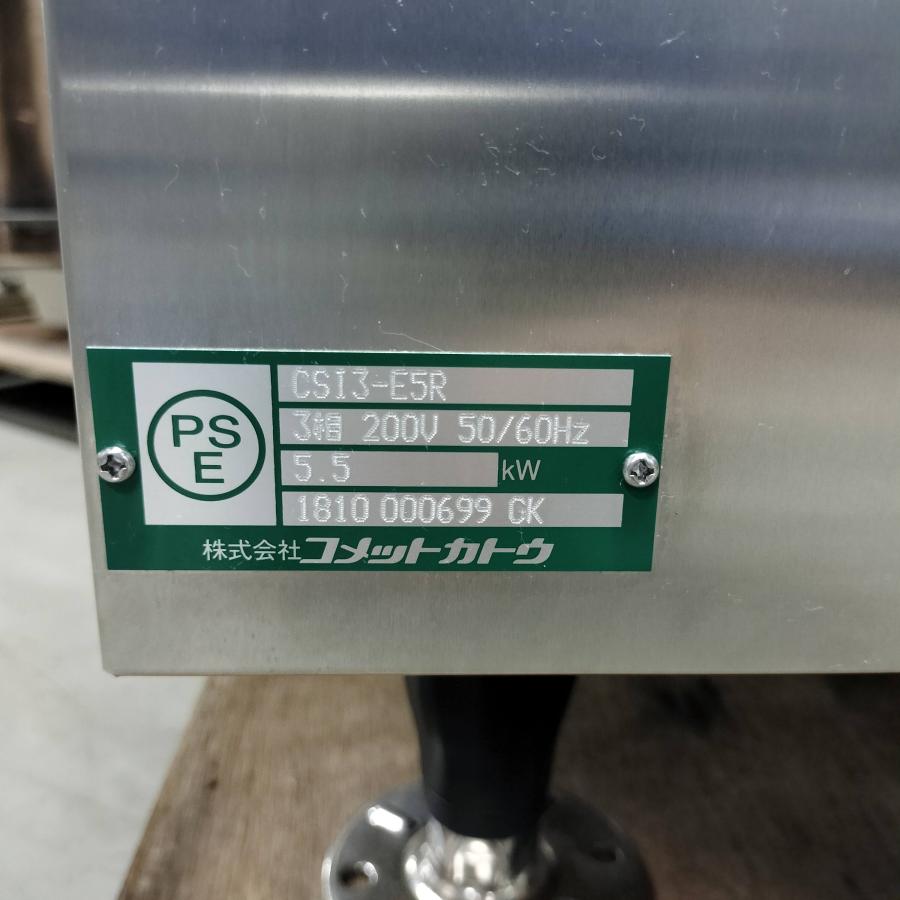 PS
E
CSI3-E5R
3相 200V 50/60Hz
5.5 kW
1810 000699 CK
株式会社コメットカトウ